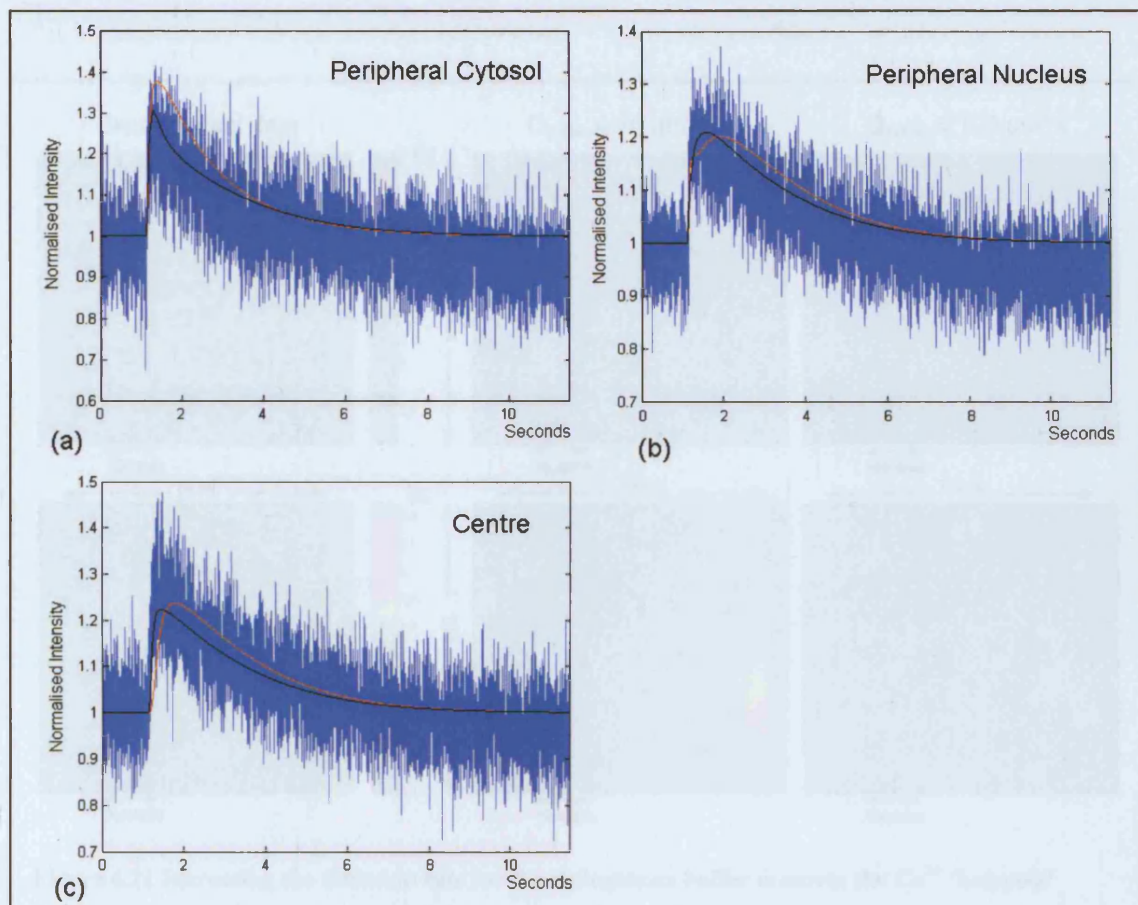 Peripheral Cytosol
Normalised Intensity
1.5
1.4
1.3
1.2
1.1
1
0.9
0.8
0.7
0.6
0 2 4 6 8 10
Seconds
(a)
Peripheral Nucleus
Normalised Intensity
1.4
1.3
1.2
1.1
1
0.9
0.8
0.7
0 2 4 6 8 10
Seconds
(b)
Centre
Normalised Intensity
1.5
1.4
1.3
1.2
1.1
1
0.9
0.8
0.7
0 2 4 6 8 10
Seconds
(c)